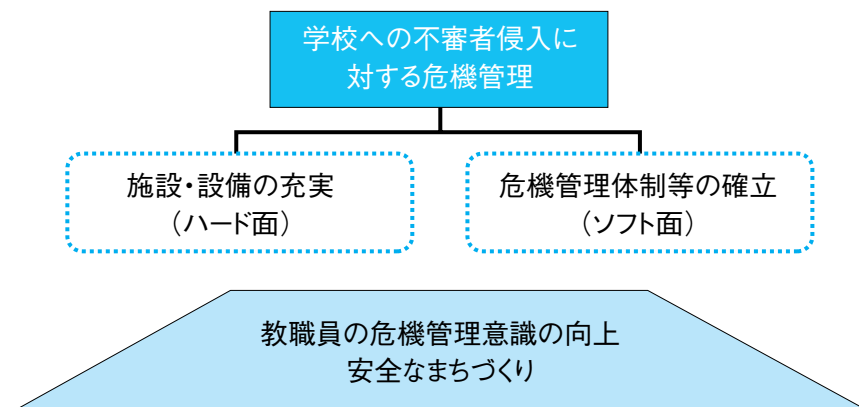 学校への不審者侵入に
対する危機管理
施設・設備の充実
（ハード面）
危機管理体制等の確立
（ソフト面）
教職員の危機管理意識の向上
安全なまちづくり